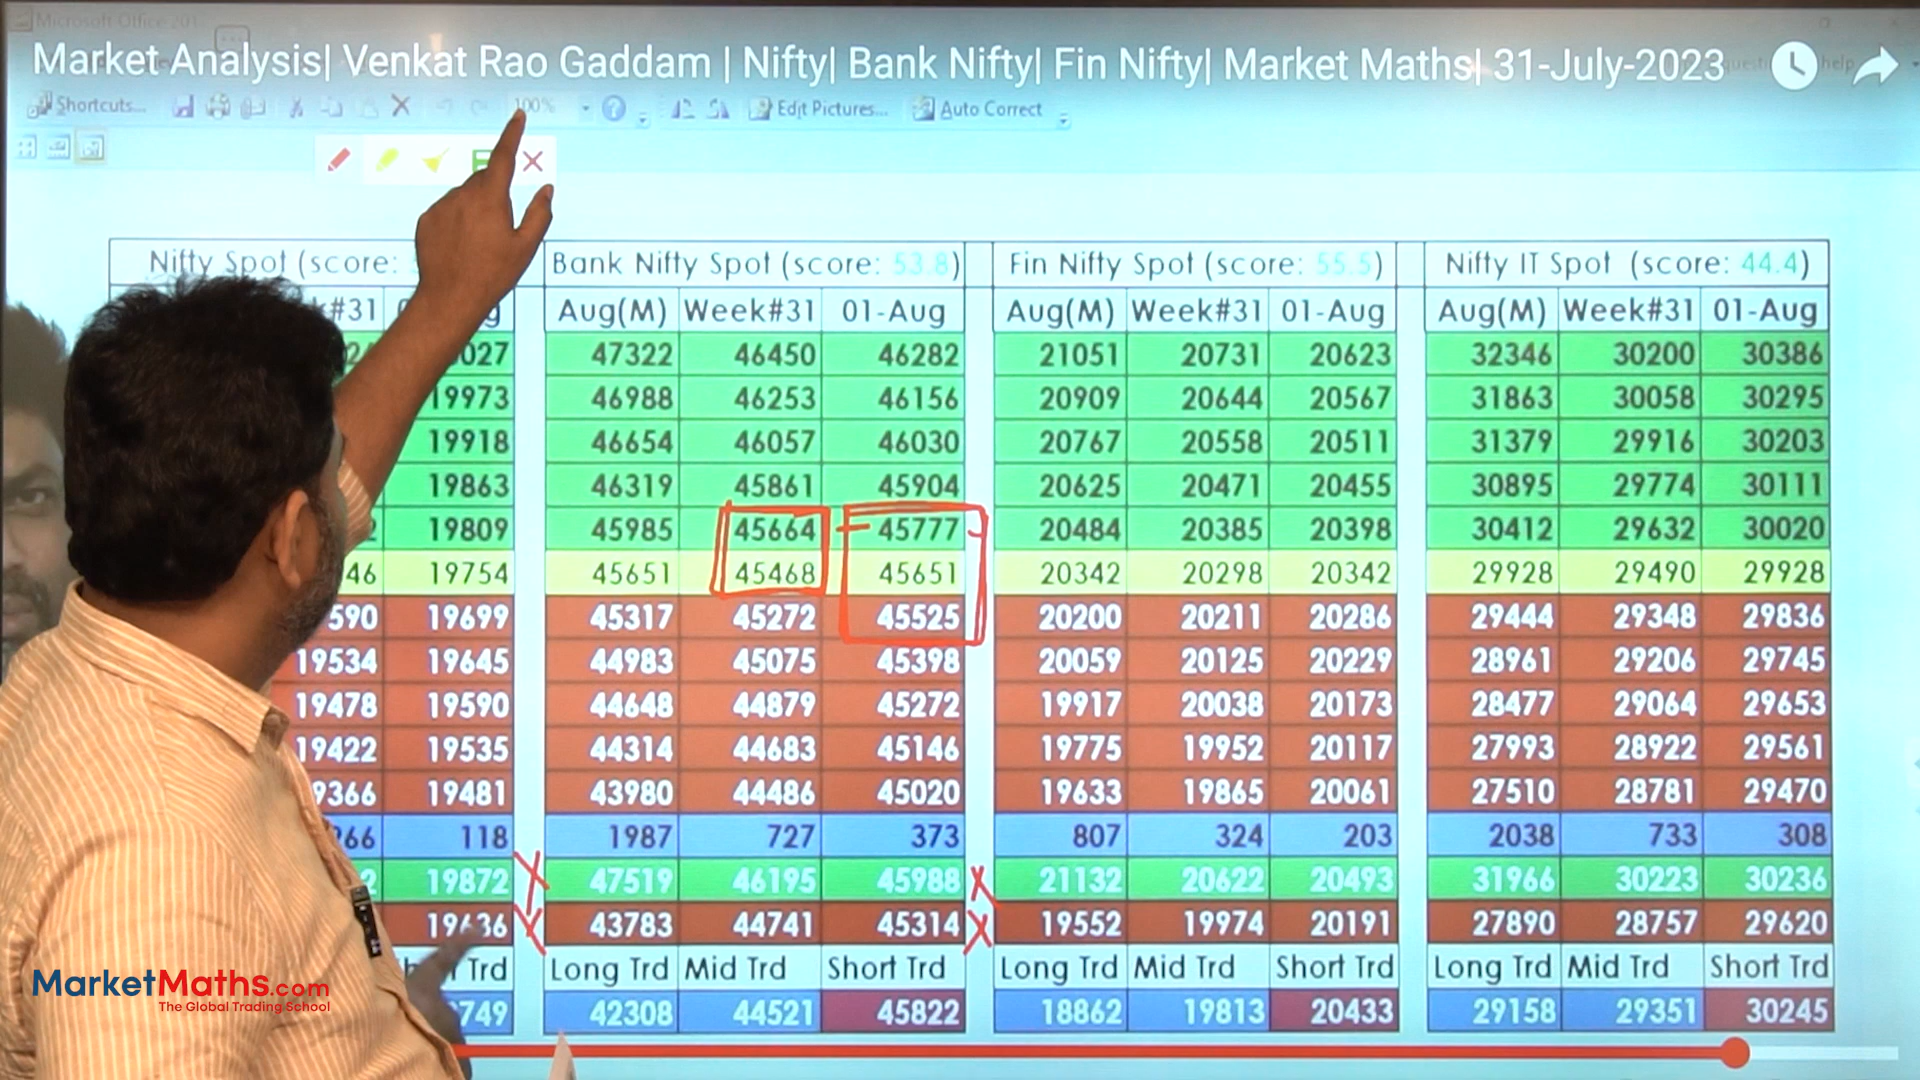 Microsoft Office 201
Market Analysis| Venkat Rao Gaddam | Nifty| Bank Nifty| Fin Nifty| Market Maths| 31-July-2023
Shortcuts... 100% Edit Pictures... Auto Correct
Nifty Spot (score: Bank Nifty Spot (score: 53.8) Fin Nifty Spot (score: 55.5) Nifty IT Spot (score: 44.4)
#31 Aug(M) Week#31 01-Aug Aug(M) Week#31 01-Aug Aug(M) Week#31 01-Aug
027 47322 46450 46282 21051 20731 20623 32346 30200 30386
19973 46988 46253 46156 20909 20644 20567 31863 30058 30295
19918 46654 46057 46030 20767 20558 20511 31379 29916 30203
19863 46319 45861 45904 20625 20471 20455 30895 29774 30111
19809 45985 45664 45777 20484 20385 20398 30412 29632 30020
46 19754 45651 45468 45651 20342 20298 20342 29928 29490 29928
590 19699 45317 45272 45525 20200 20211 20286 29444 29348 29836
19534 19645 44983 45075 45398 20059 20125 20229 28961 29206 29745
19478 19590 44648 44879 45272 19917 20038 20173 28477 29064 29653
19422 19535 44314 44683 45146 19775 19952 20117 27993 28922 29561
9366 19481 43980 44486 45020 19633 19865 20061 27510 28781 29470
66 118 1987 727 373 807 324 203 2038 733 308
19872 X 47519 46195 45988 X 21132 20622 20493 31966 30223 30236
19636 X 43783 44741 45314 X 19552 19974 20191 27890 28757 29620
Trd Long Trd Mid Trd Short Trd Long Trd Mid Trd Short Trd Long Trd Mid Trd Short Trd
749 42308 44521 45822 18862 19813 20433 29158 29351 30245
MarketMaths.com
The Global Trading School